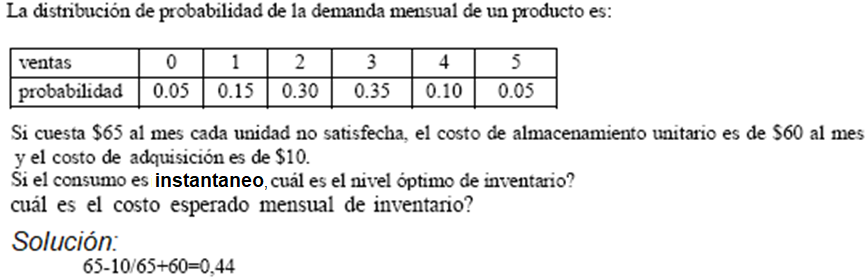 La distribución de probabilidad de la demanda mensual de un producto es:
ventas 0 1 2 3 4 5
probabilidad 0.05 0.15 0.30 0.35 0.10 0.05
Si cuesta $65 al mes cada unidad no satisfecha, el costo de almacenamiento unitario es de $60 al mes
y el costo de adquisición es de $10.
Si el consumo es instantaneo, cuál es el nivel óptimo de inventario?
cuál es el costo esperado mensual de inventario?
Solución:
65-10/65+60=0,44